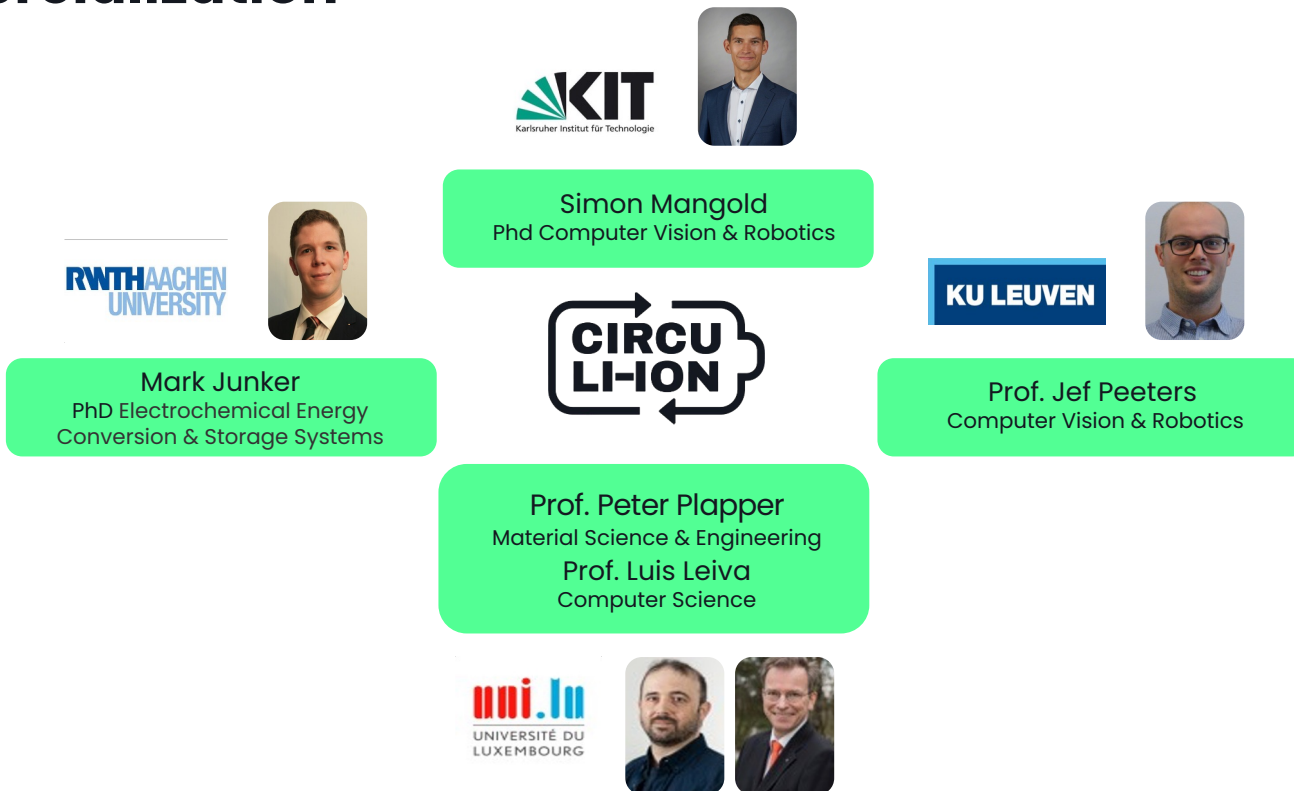 KIT
Karlsruher Institut für Technologie
Simon Mangold
Phd Computer Vision & Robotics
RWTHAACHEN
UNIVERSITY
KU LEUVEN
CIRCU
LI-ION
Mark Junker
PhD Electrochemical Energy
Conversion & Storage Systems
Prof. Jef Peeters
Computer Vision & Robotics
Prof. Peter Plapper
Material Science & Engineering
Prof. Luis Leiva
Computer Science
uni.lu
UNIVERSITÉ DU
LUXEMBOURG